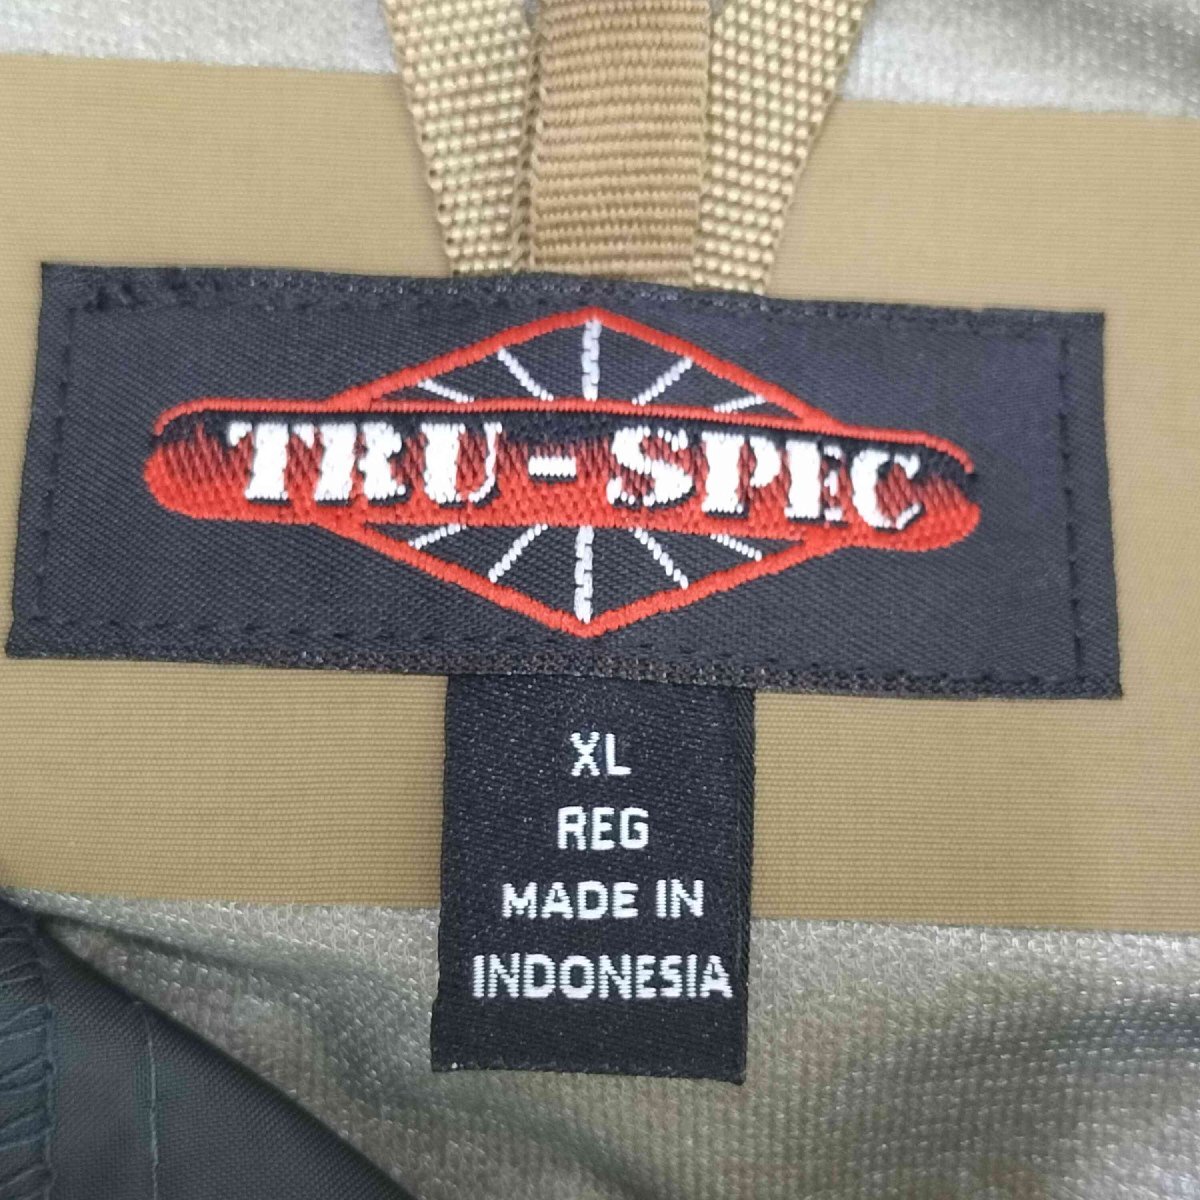 TRU-SPEC
XL
REG
MADE IN
INDONESIA